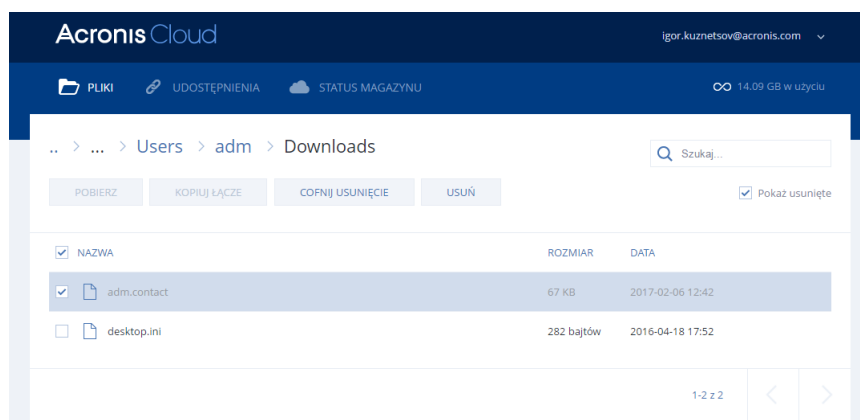 Acronis Cloud
igor.kuznetsov@acronis.com
PLIKI UDOSTĘPNIENIA STATUS MAGAZYNU 14.09 GB w użyciu
.. > ... > Users > adm > Downloads
Szukaj...
POBIERZ KOPIUJ ŁĄCZE COFNIJ USUNIĘCIE USUŃ Pokaż usunięte
NAZWA ROZMIAR DATA
adm.contact 67 KB 2017-02-06 12:42
desktop.ini 282 bajtów 2016-04-18 17:52
1-2 z 2